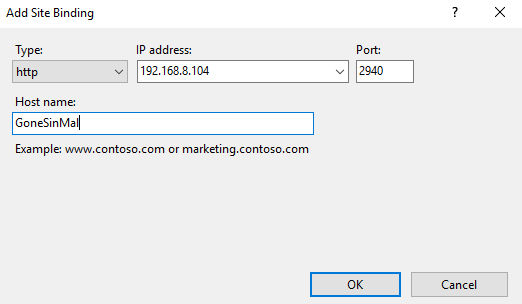 Add Site Binding
?
Type: IP address: Port:
http 192.168.8.104 2940
Host name:
GoneSinMal
Example: www.contoso.com or marketing.contoso.com
OK Cancel